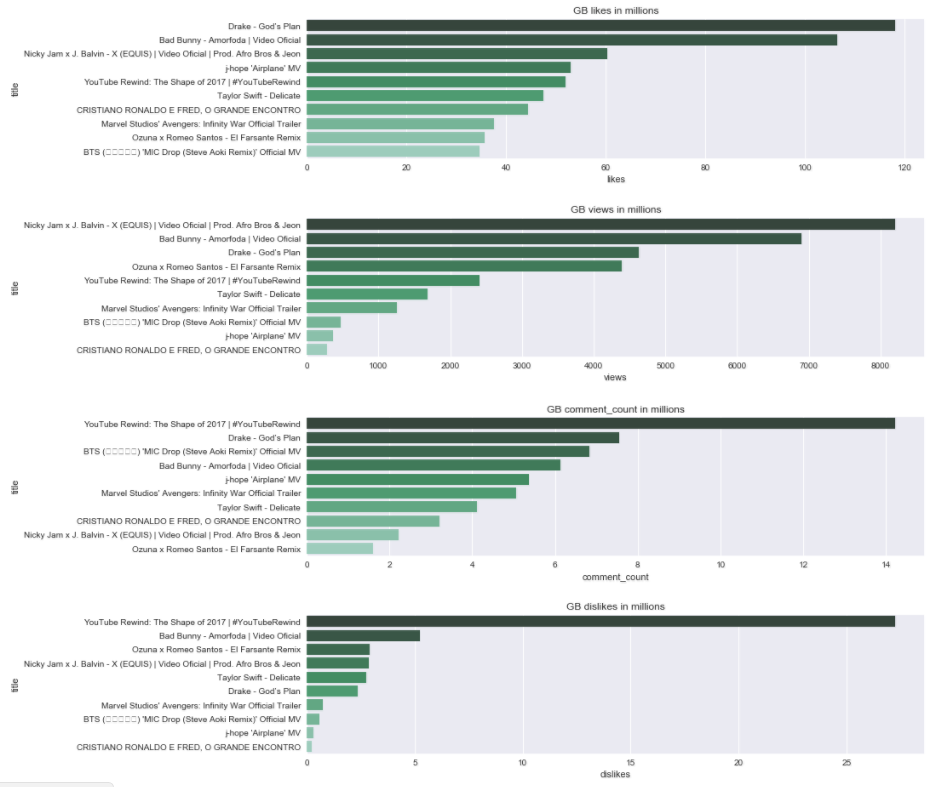 GB likes in millions
Drake - God's Plan
Bad Bunny - Amorfoda | Video Oficial
Nicky Jam x J. Balvin - X (EQUIS) | Video Oficial | Prod. Afro Bros & Jeon
j-hope 'Airplane' MV
YouTube Rewind: The Shape of 2017 | #YouTubeRewind
Taylor Swift - Delicate
CRISTIANO RONALDO E FRED, O GRANDE ENCONTRO
Marvel Studios' Avengers: Infinity War Official Trailer
Ozuna x Romeo Santos - El Farsante Remix
BTS (□□□□□) 'MIC Drop (Steve Aoki Remix)' Official MV
title
0 20 40 60 80 100 120
likes
GB views in millions
Nicky Jam x J. Balvin - X (EQUIS) | Video Oficial | Prod. Afro Bros & Jeon
Bad Bunny - Amorfoda | Video Oficial
Drake - God's Plan
Ozuna x Romeo Santos - El Farsante Remix
YouTube Rewind: The Shape of 2017 | #YouTubeRewind
Taylor Swift - Delicate
Marvel Studios' Avengers: Infinity War Official Trailer
BTS (□□□□□) 'MIC Drop (Steve Aoki Remix)' Official MV
j-hope 'Airplane' MV
CRISTIANO RONALDO E FRED, O GRANDE ENCONTRO
title
0 1000 2000 3000 4000 5000 6000 7000 8000
views
GB comment_count in millions
YouTube Rewind: The Shape of 2017 | #YouTubeRewind
Drake - God's Plan
BTS (□□□□□) 'MIC Drop (Steve Aoki Remix)' Official MV
Bad Bunny - Amorfoda | Video Oficial
j-hope 'Airplane' MV
Marvel Studios' Avengers: Infinity War Official Trailer
Taylor Swift - Delicate
CRISTIANO RONALDO E FRED, O GRANDE ENCONTRO
Nicky Jam x J. Balvin - X (EQUIS) | Video Oficial | Prod. Afro Bros & Jeon
Ozuna x Romeo Santos - El Farsante Remix
title
0 2 4 6 8 10 12 14
comment_count
GB dislikes in millions
YouTube Rewind: The Shape of 2017 | #YouTubeRewind
Bad Bunny - Amorfoda | Video Oficial
Ozuna x Romeo Santos - El Farsante Remix
Nicky Jam x J. Balvin - X (EQUIS) | Video Oficial | Prod. Afro Bros & Jeon
Taylor Swift - Delicate
Drake - God's Plan
Marvel Studios' Avengers: Infinity War Official Trailer
BTS (□□□□□) 'MIC Drop (Steve Aoki Remix)' Official MV
j-hope 'Airplane' MV
CRISTIANO RONALDO E FRED, O GRANDE ENCONTRO
title
0 5 10 15 20 25
dislikes